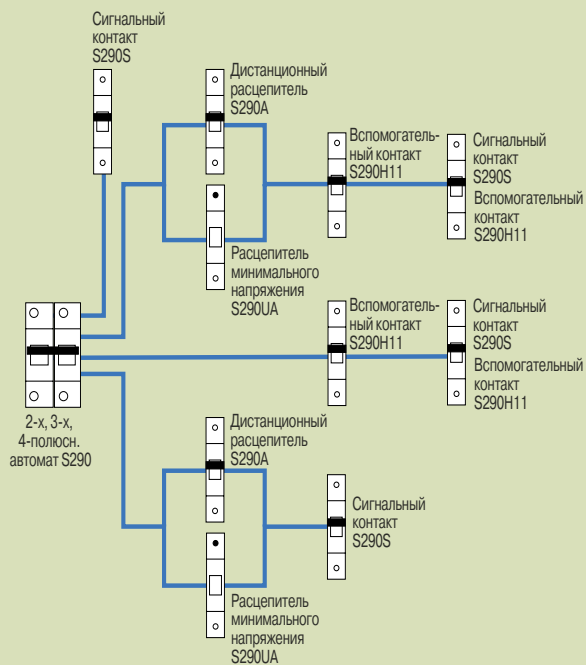 Сигнальный
контакт
S290S
Дистанционный
расцепитель
S290A
Вспомогатель-
ный контакт
S290H11
Сигнальный
контакт
S290S
Вспомогательный
контакт
S290H11
Расцепитель
минимального
напряжения
S290UA
Вспомогатель-
ный контакт
S290H11
Сигнальный
контакт
S290S
Вспомогательный
контакт
S290H11
2-х, 3-х,
4-полюсн.
автомат S290
Дистанционный
расцепитель
S290A
Сигнальный
контакт
S290S
Расцепитель
минимального
напряжения
S290UA